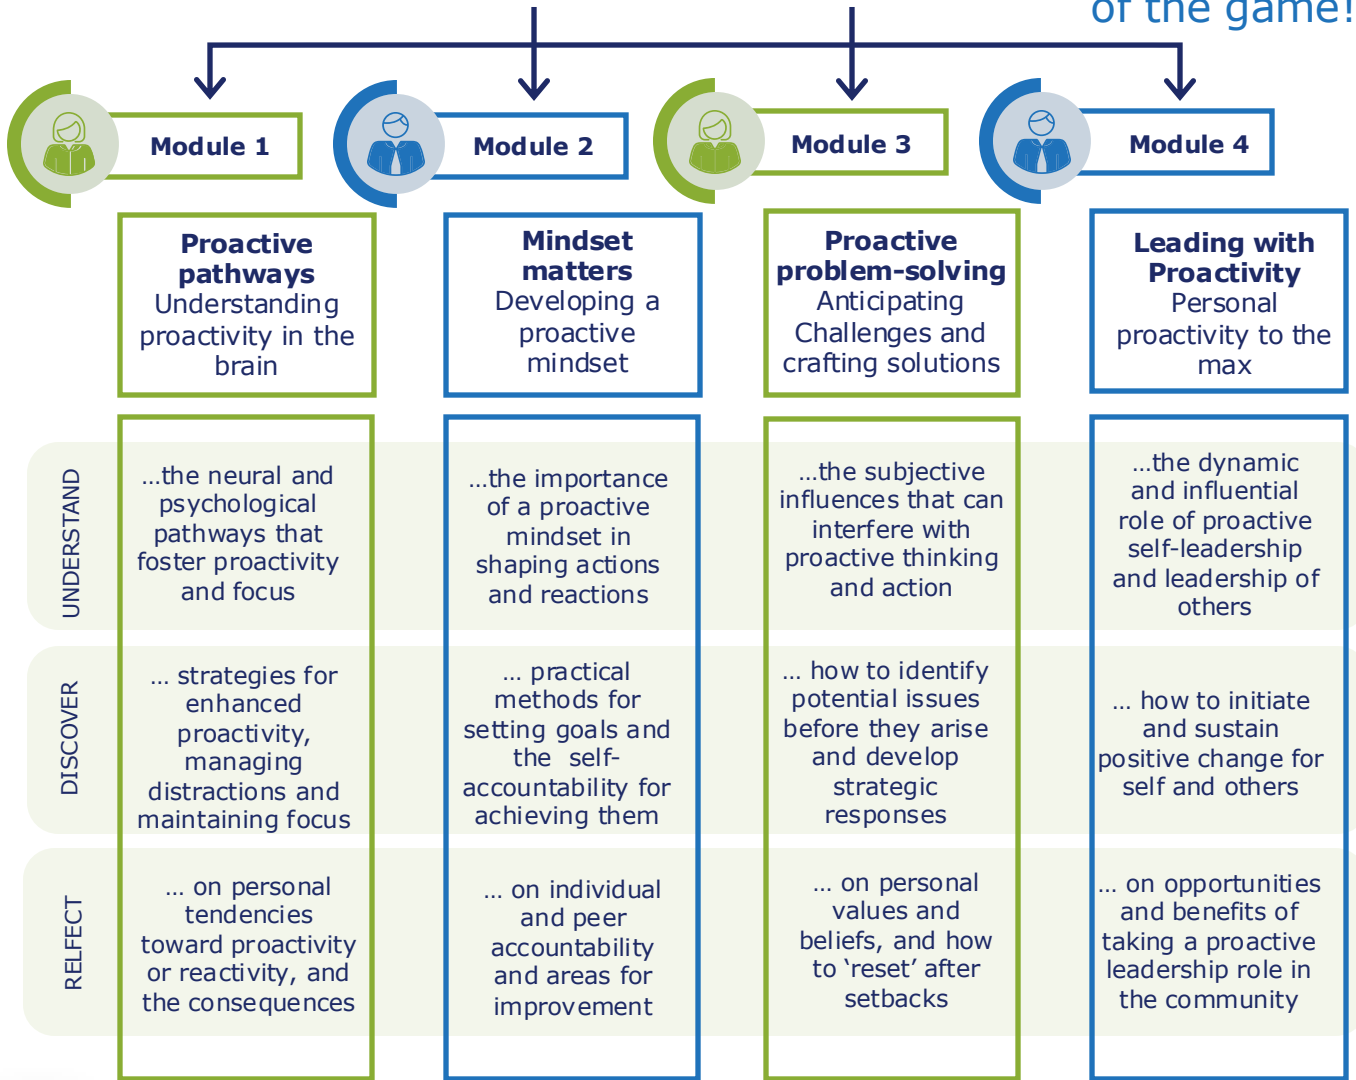 of the game!
Module 1
Module 2
Module 3
Module 4
Proactive
pathways
Understanding
proactivity in the
brain
Mindset
matters
Developing a
proactive
mindset
Proactive
problem-solving
Anticipating
Challenges and
crafting solutions
Leading with
Proactivity
Personal
proactivity to the
max
UNDERSTAND
...the neural and
psychological
pathways that
foster proactivity
and focus
...the importance
of a proactive
mindset in
shaping actions
and reactions
...the subjective
influences that can
interfere with
proactive thinking
and action
...the dynamic
and influential
role of proactive
self-leadership
and leadership of
others
DISCOVER
... strategies for
enhanced
proactivity,
managing
distractions and
maintaining focus
... practical
methods for
setting goals and
the self-
accountability for
achieving them
... how to identify
potential issues
before they arise
and develop
strategic
responses
... how to initiate
and sustain
positive change for
self and others
RELFECT
... on personal
tendencies
toward proactivity
or reactivity, and
the consequences
... on individual
and peer
accountability
and areas for
improvement
... on personal
values and
beliefs, and how
to ‘reset’ after
setbacks
... on opportunities
and benefits of
taking a proactive
leadership role in
the community